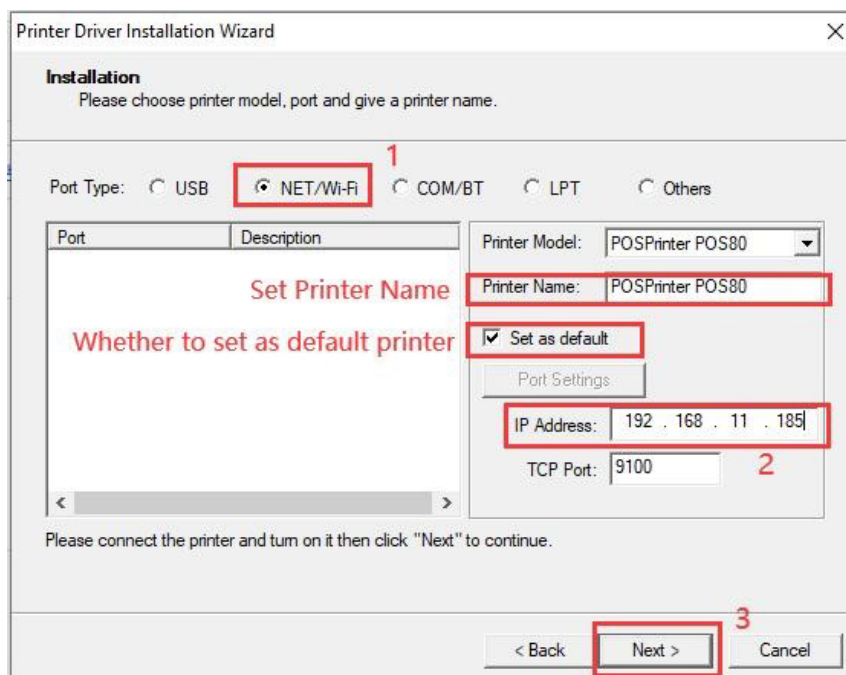 Printer Driver Installation Wizard
Installation
Please choose printer model, port and give a printer name.
1
Port Type: USB NET/Wi-Fi COM/BT LPT Others
Port Description
Printer Model: POSPrinter POS80
Set Printer Name
Printer Name: POSPrinter POS80
Whether to set as default printer
Set as default
Port Settings
IP Address: 192 . 168 . 11 . 185
TCP Port: 9100
2
Please connect the printer and turn on it then click "Next" to continue.
3
< Back Next > Cancel